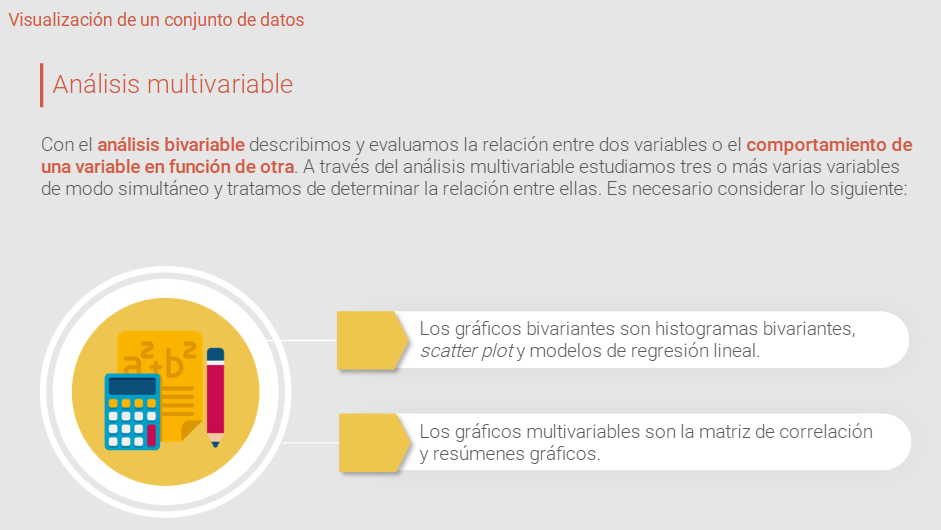 Visualización de un conjunto de datos
Análisis multivariable
Con el análisis bivariable describimos y evaluamos la relación entre dos variables o el comportamiento de
una variable en función de otra. A través del análisis multivariable estudiamos tres o más varias variables
de modo simultáneo y tratamos de determinar la relación entre ellas. Es necesario considerar lo siguiente:
a²+b²
Los gráficos bivariantes son histogramas bivariantes,
scatter plot y modelos de regresión lineal.
Los gráficos multivariables son la matriz de correlación
y resúmenes gráficos.